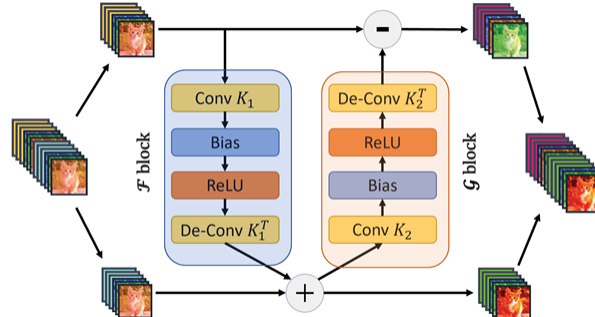 -
Conv K₁
Bias
ReLU
De-Conv K₁ᵀ
ℱ block
De-Conv K₂ᵀ
ReLU
Bias
Conv K₂
𝒢 block
+